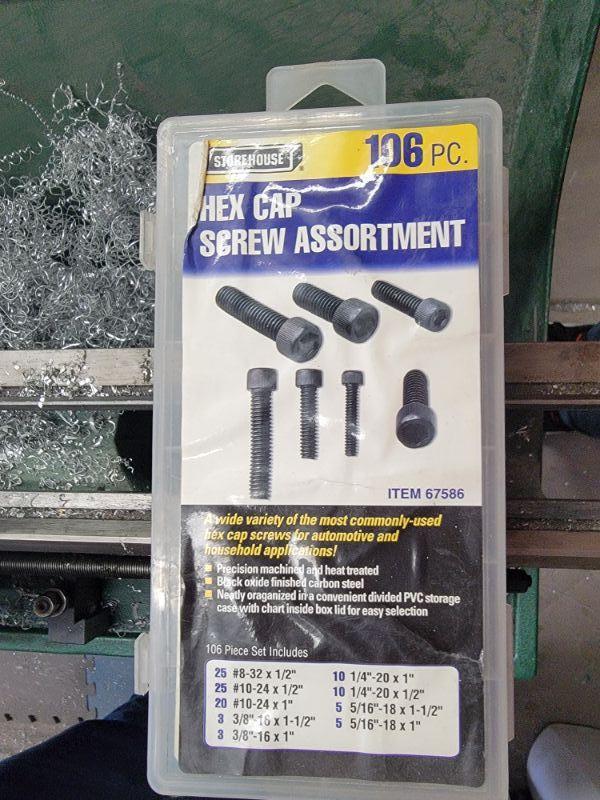 STOREHOUSE ®
106 PC.
HEX CAP
SCREW ASSORTMENT
ITEM 67586
A wide variety of the most commonly-used
hex cap screws for automotive and
household applications!
Precision machined and heat treated
Black oxide finished carbon steel
Neatly oraganized in a convenient divided PVC storage
case with chart inside box lid for easy selection
106 Piece Set Includes
25 #8-32 x 1/2"
25 #10-24 x 1/2"
20 #10-24 x 1"
3 3/8"-16 x 1-1/2"
3 3/8"-16 x 1"
10 1/4"-20 x 1"
10 1/4"-20 x 1/2"
5 5/16"-18 x 1-1/2"
5 5/16"-18 x 1"